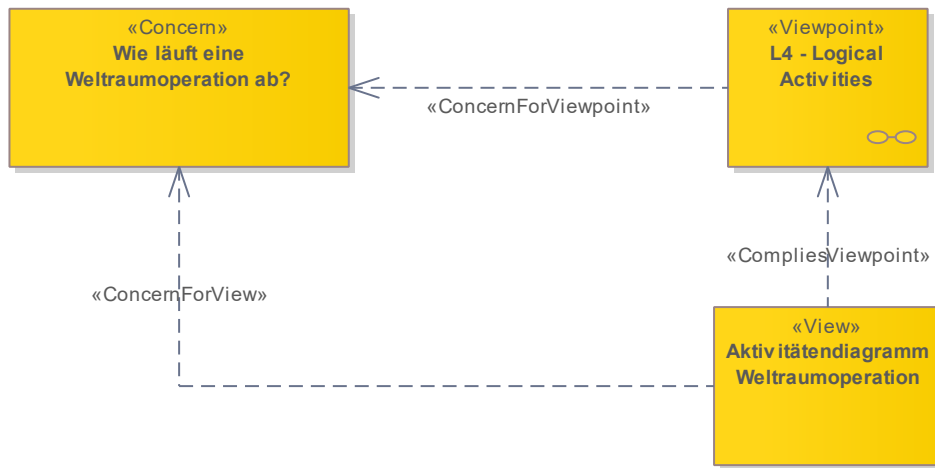 «Concern»
Wie läuft eine
Weltraumoperation ab?
«Viewpoint»
L4 - Logical
Activities
«ConcernForViewpoint»
«CompliesViewpoint»
«ConcernForView»
«View»
Aktivitätendiagramm
Weltraumoperation